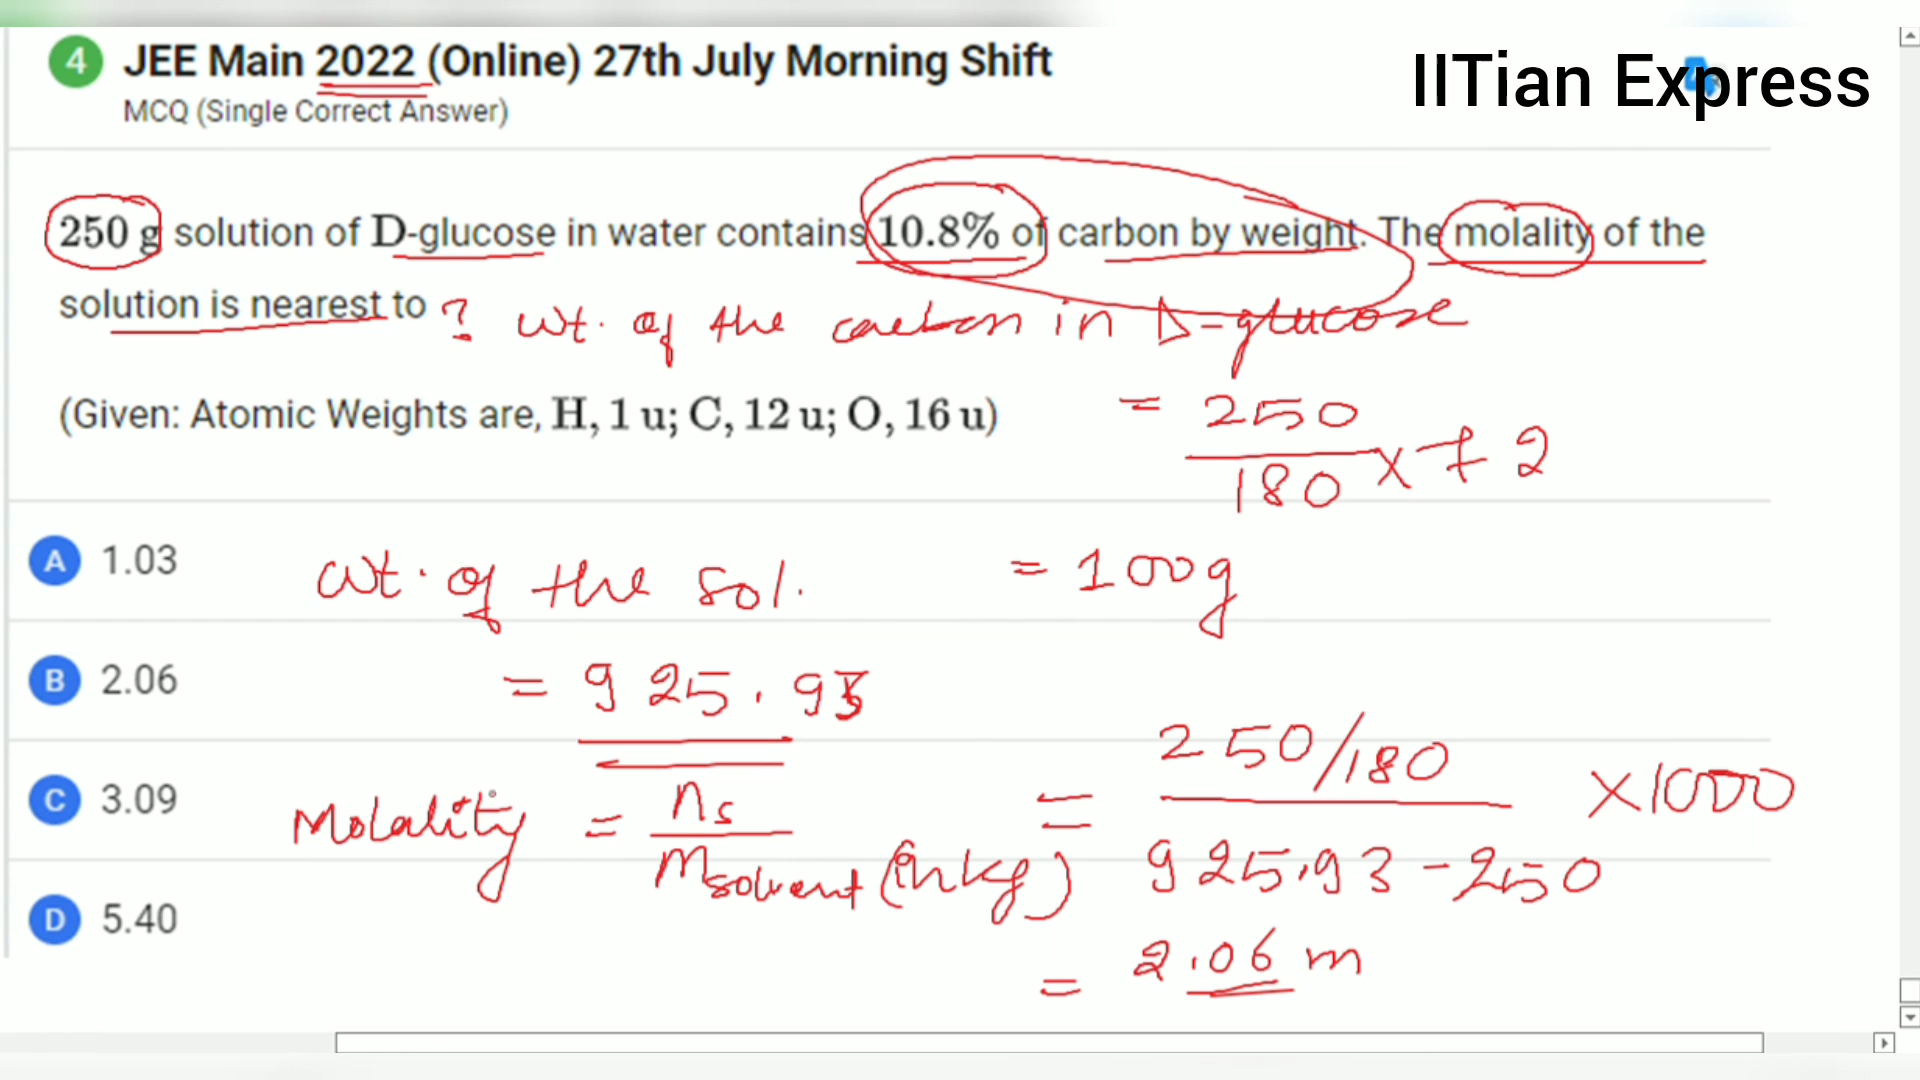 4 JEE Main 2022 (Online) 27th July Morning Shift
IITian Express
MCQ (Single Correct Answer)
250 g solution of D-glucose in water contains 10.8% of carbon by weight. The molality of the
solution is nearest to ? wt. of the carbon in D-glucose
(Given: Atomic Weights are, H, 1 u; C, 12 u; O, 16 u)
= 250/180 × 72
A 1.03
wt. of the sol. = 100g
B 2.06
= 925.93
C 3.09
Molality = ns / Msolvent (in kg) = 250/180 / 925.93 - 250 × 1000
D 5.40
= 2.06 m